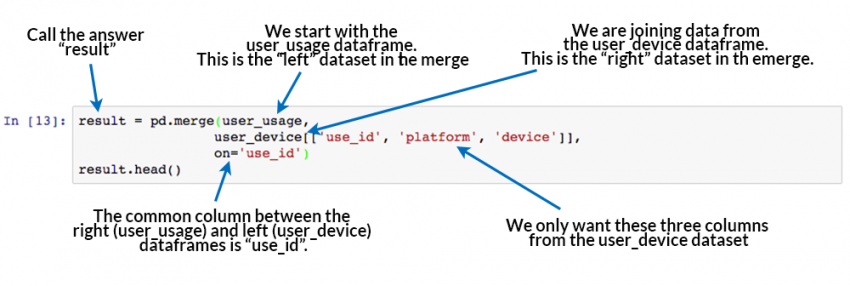 Call the answer
“result”
We start with the
user_usage dataframe.
This is the “left” dataset in the merge
We are joining data from
the user_device dataframe.
This is the “right” dataset in th emerge.
In [13]: result = pd.merge(user_usage,
user_device[['use_id', 'platform', 'device']],
on='use_id')
result.head()
The common column between the
right (user_usage) and left (user_device)
dataframes is “use_id”.
We only want these three columns
from the user_device dataset